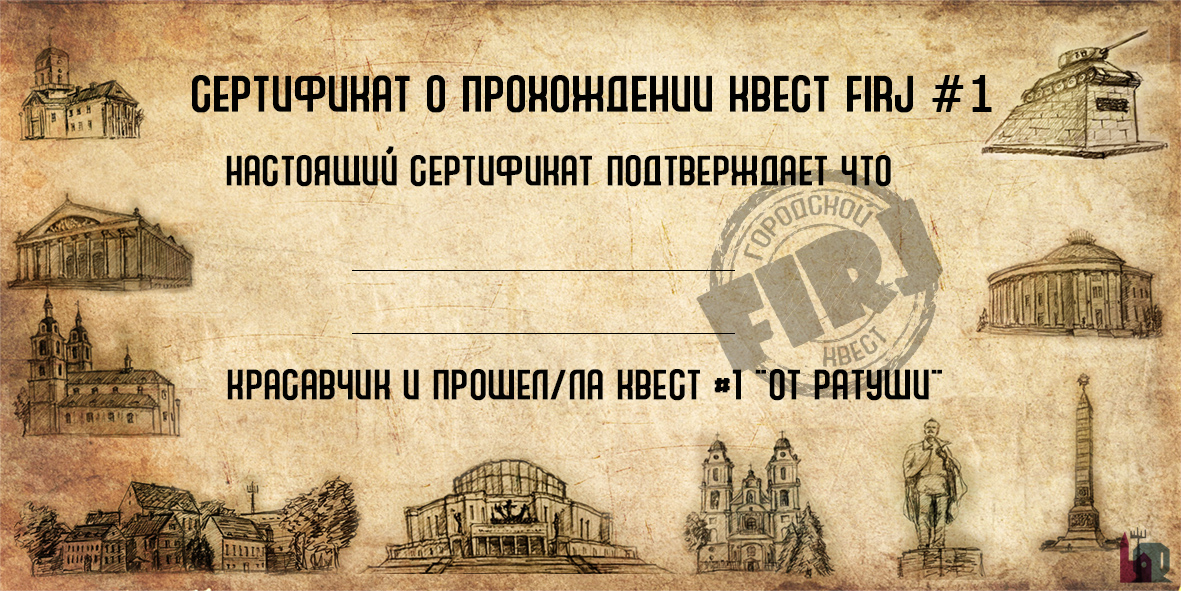 СЕРТИФИКАТ О ПРОХОЖДЕНИИ КВЕСТ FIRJ #1
НАСТОЯЩИЙ СЕРТИФИКАТ ПОДТВЕРЖДАЕТ ЧТО
ГОРОДСКОЙ
FIRJ
КВЕСТ
КРАСАВЧИК И ПРОШЕЛ/ЛА КВЕСТ #1 "ОТ РАТУШИ"